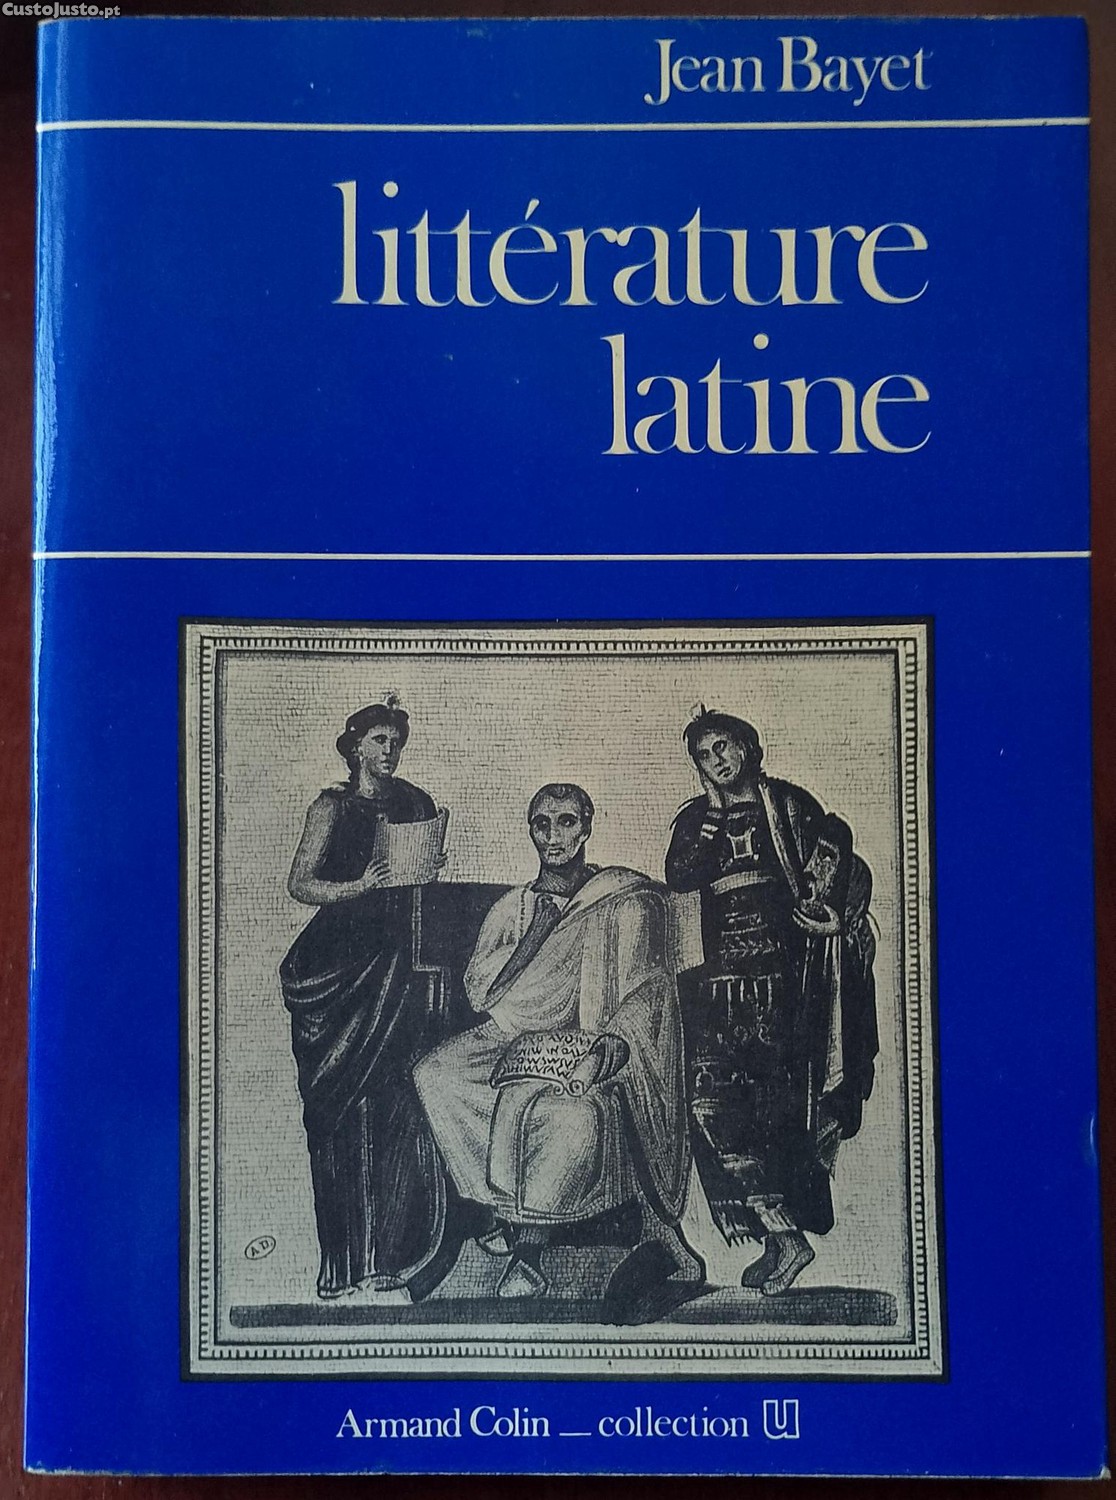 CustoJusto.pt
Jean Bayet
littérature
latine
A.D.
Armand Colin _ collection U